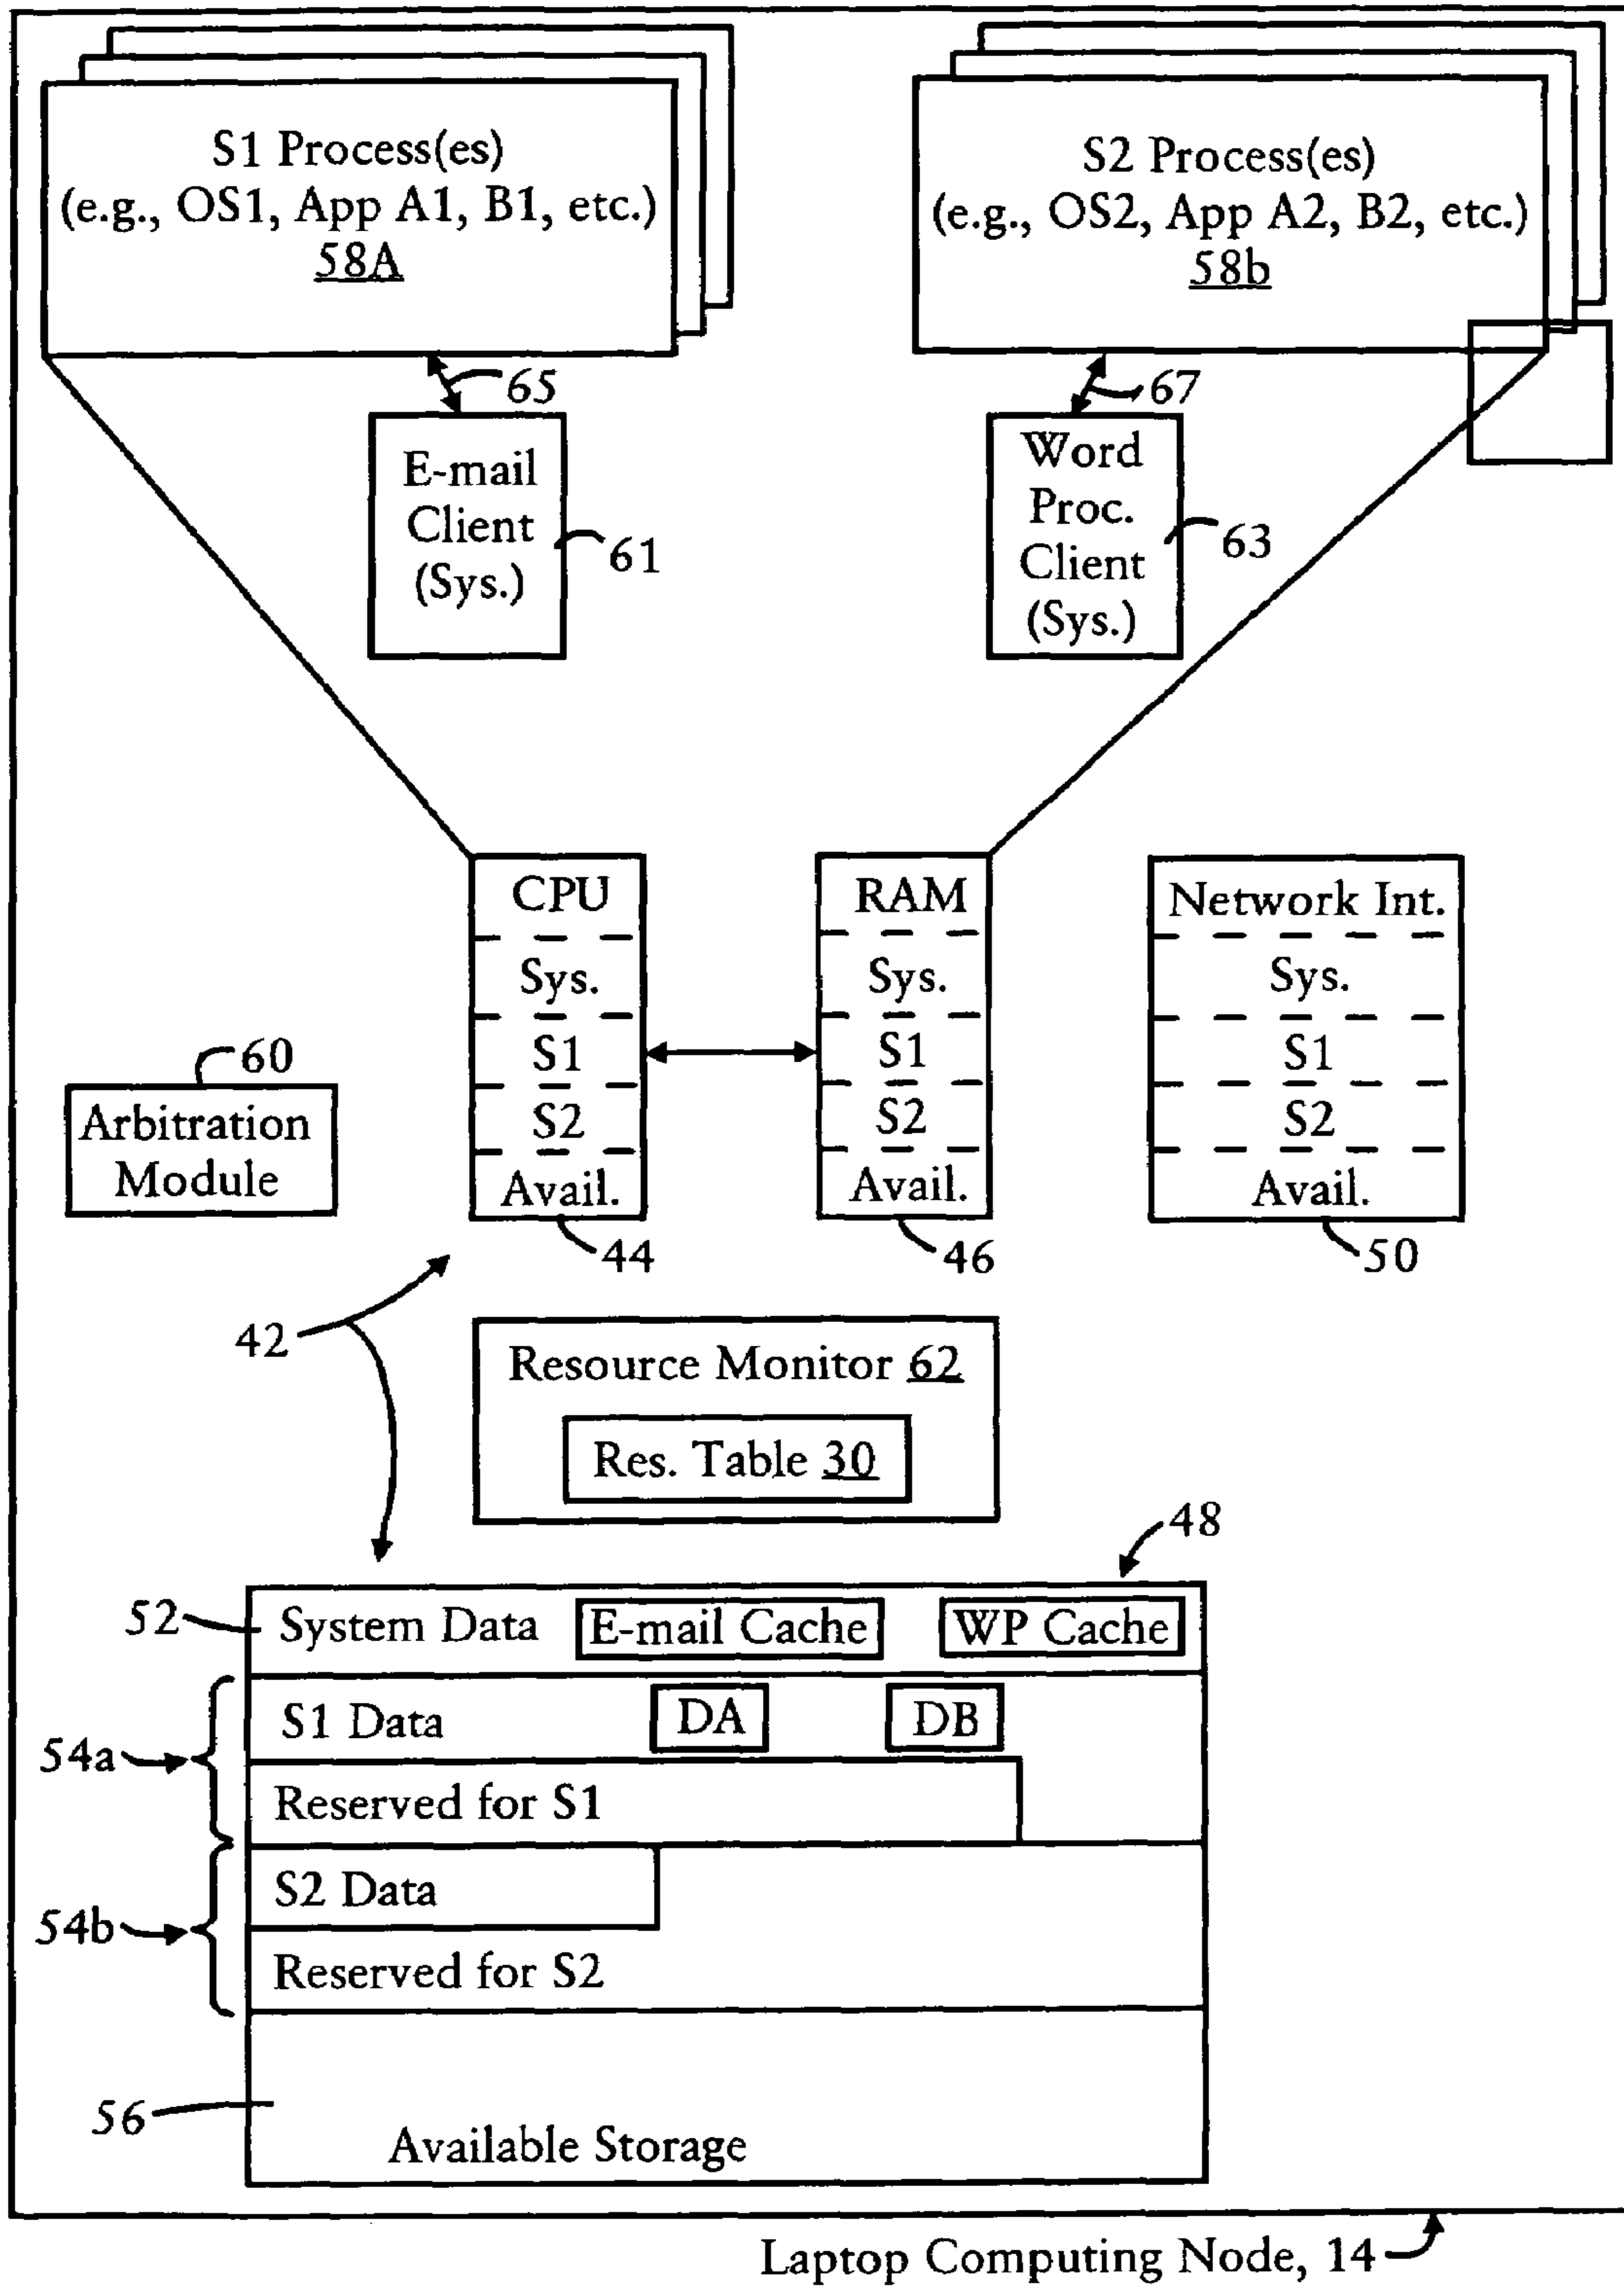 S1 Process(es)
(e.g., OS1, App A1, B1, etc.)
58A
S2 Process(es)
(e.g., OS2, App A2, B2, etc.)
58b
65
67
E-mail
Client
(Sys.)
61
Word
Proc.
Client
(Sys.)
63
CPU
Sys.
S1
S2
Avail.
44
RAM
Sys.
S1
S2
Avail.
46
Network Int.
Sys.
S1
S2
Avail.
50
60
Arbitration
Module
42
Resource Monitor 62
Res. Table 30
48
52
System Data
E-mail Cache
WP Cache
54a
S1 Data
DA
DB
Reserved for S1
54b
S2 Data
Reserved for S2
56
Available Storage
Laptop Computing Node, 14